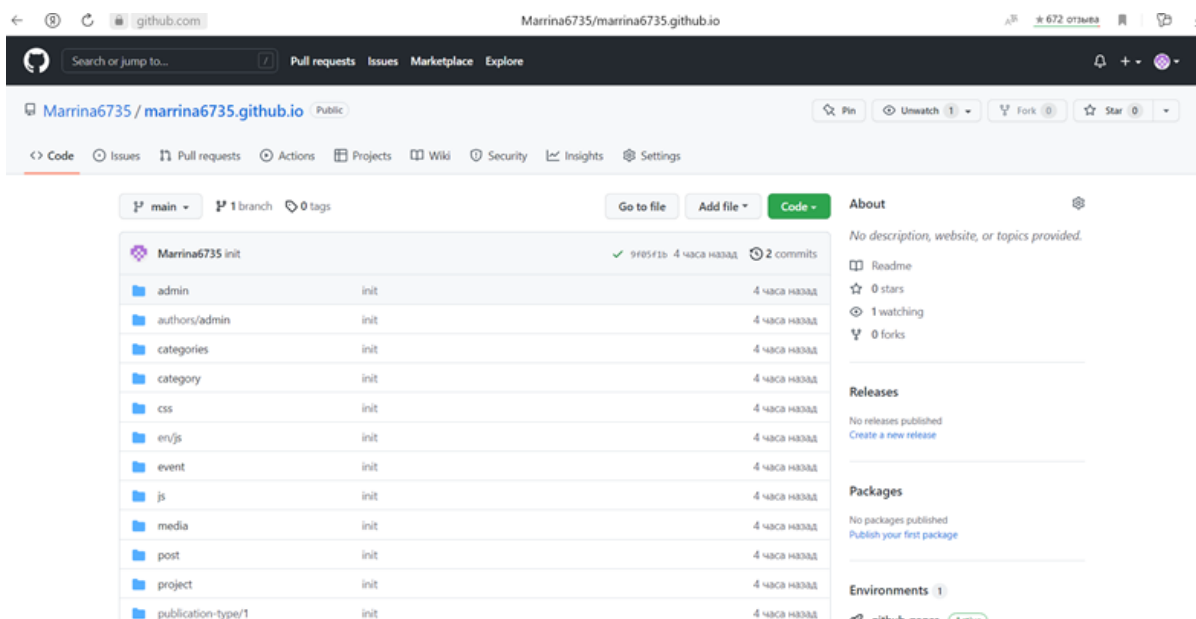 github.com Marrina6735/marrina6735.github.io ★ 672 отзыва
Search or jump to... / Pull requests Issues Marketplace Explore
Marrina6735 / marrina6735.github.io Public Pin Unwatch 1 Fork 0 Star 0
<> Code Issues Pull requests Actions Projects Wiki Security Insights Settings
main 1 branch 0 tags Go to file Add file Code
Marrina6735 init 9f05f1b 4 часа назад 2 commits
admin init 4 часа назад
authors/admin init 4 часа назад
categories init 4 часа назад
category init 4 часа назад
css init 4 часа назад
en/js init 4 часа назад
event init 4 часа назад
js init 4 часа назад
media init 4 часа назад
post init 4 часа назад
project init 4 часа назад
publication-type/1 init 4 часа назад
About
No description, website, or topics provided.
Readme
0 stars
1 watching
0 forks
Releases
No releases published
Create a new release
Packages
No packages published
Publish your first package
Environments 1
github-pages Active